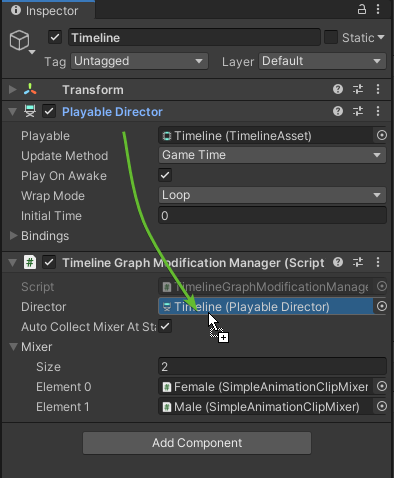 Inspector
Timeline
Static
Tag Untagged Layer Default
Transform
Playable Director
Playable Timeline (TimelineAsset)
Update Method Game Time
Play On Awake
Wrap Mode Loop
Initial Time 0
Bindings
Timeline Graph Modification Manager (Script
Script TimelineGraphModificationManage
Director Timeline (Playable Director)
Auto Collect Mixer At Sta
Mixer
Size 2
Element 0 Female (SimpleAnimationClipMixer
Element 1 Male (SimpleAnimationClipMixer)
Add Component